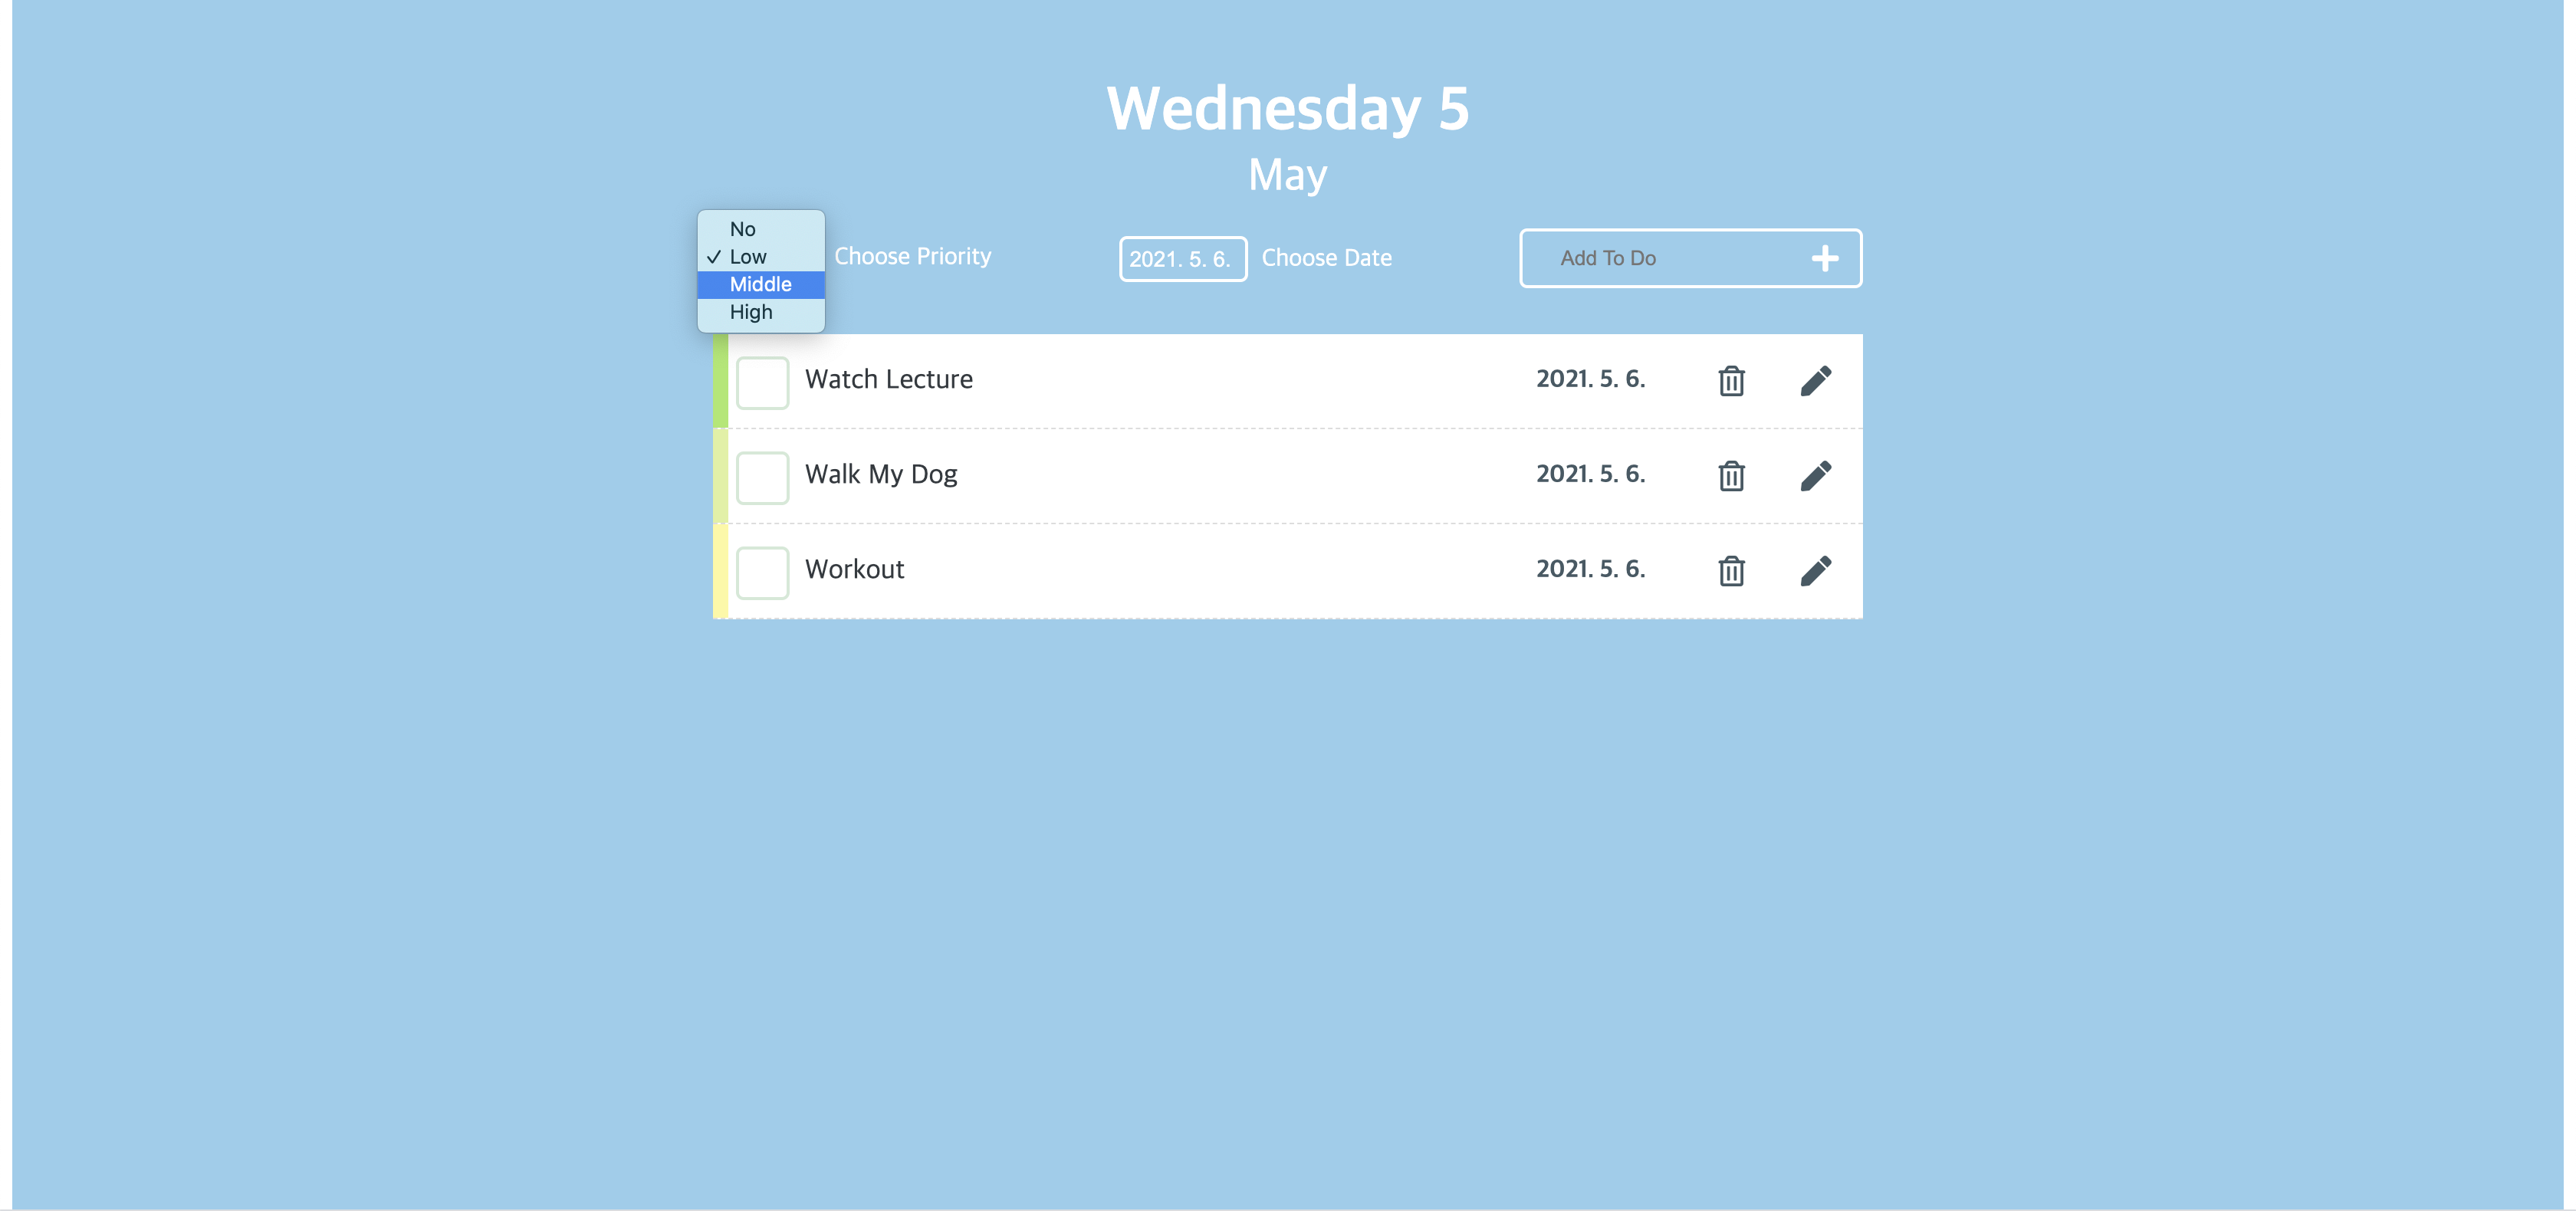 Wednesday 5
May
No
✓ Low
Middle
High
Choose Priority
2021. 5. 6.
Choose Date
Add To Do
Watch Lecture
2021. 5. 6.
Walk My Dog
2021. 5. 6.
Workout
2021. 5. 6.